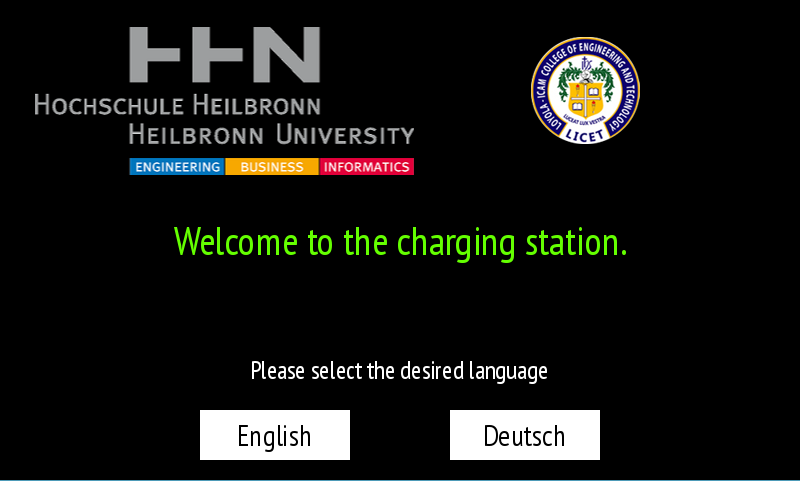 HHN
HOCHSCHULE HEILBRONN
HEILBRONN UNIVERSITY
ENGINEERING BUSINESS INFORMATICS
LOYOLA - ICAM COLLEGE OF ENGINEERING AND TECHNOLOGY
LUCEAT LUX VESTRA
LICET
Welcome to the charging station.
Please select the desired language
English Deutsch